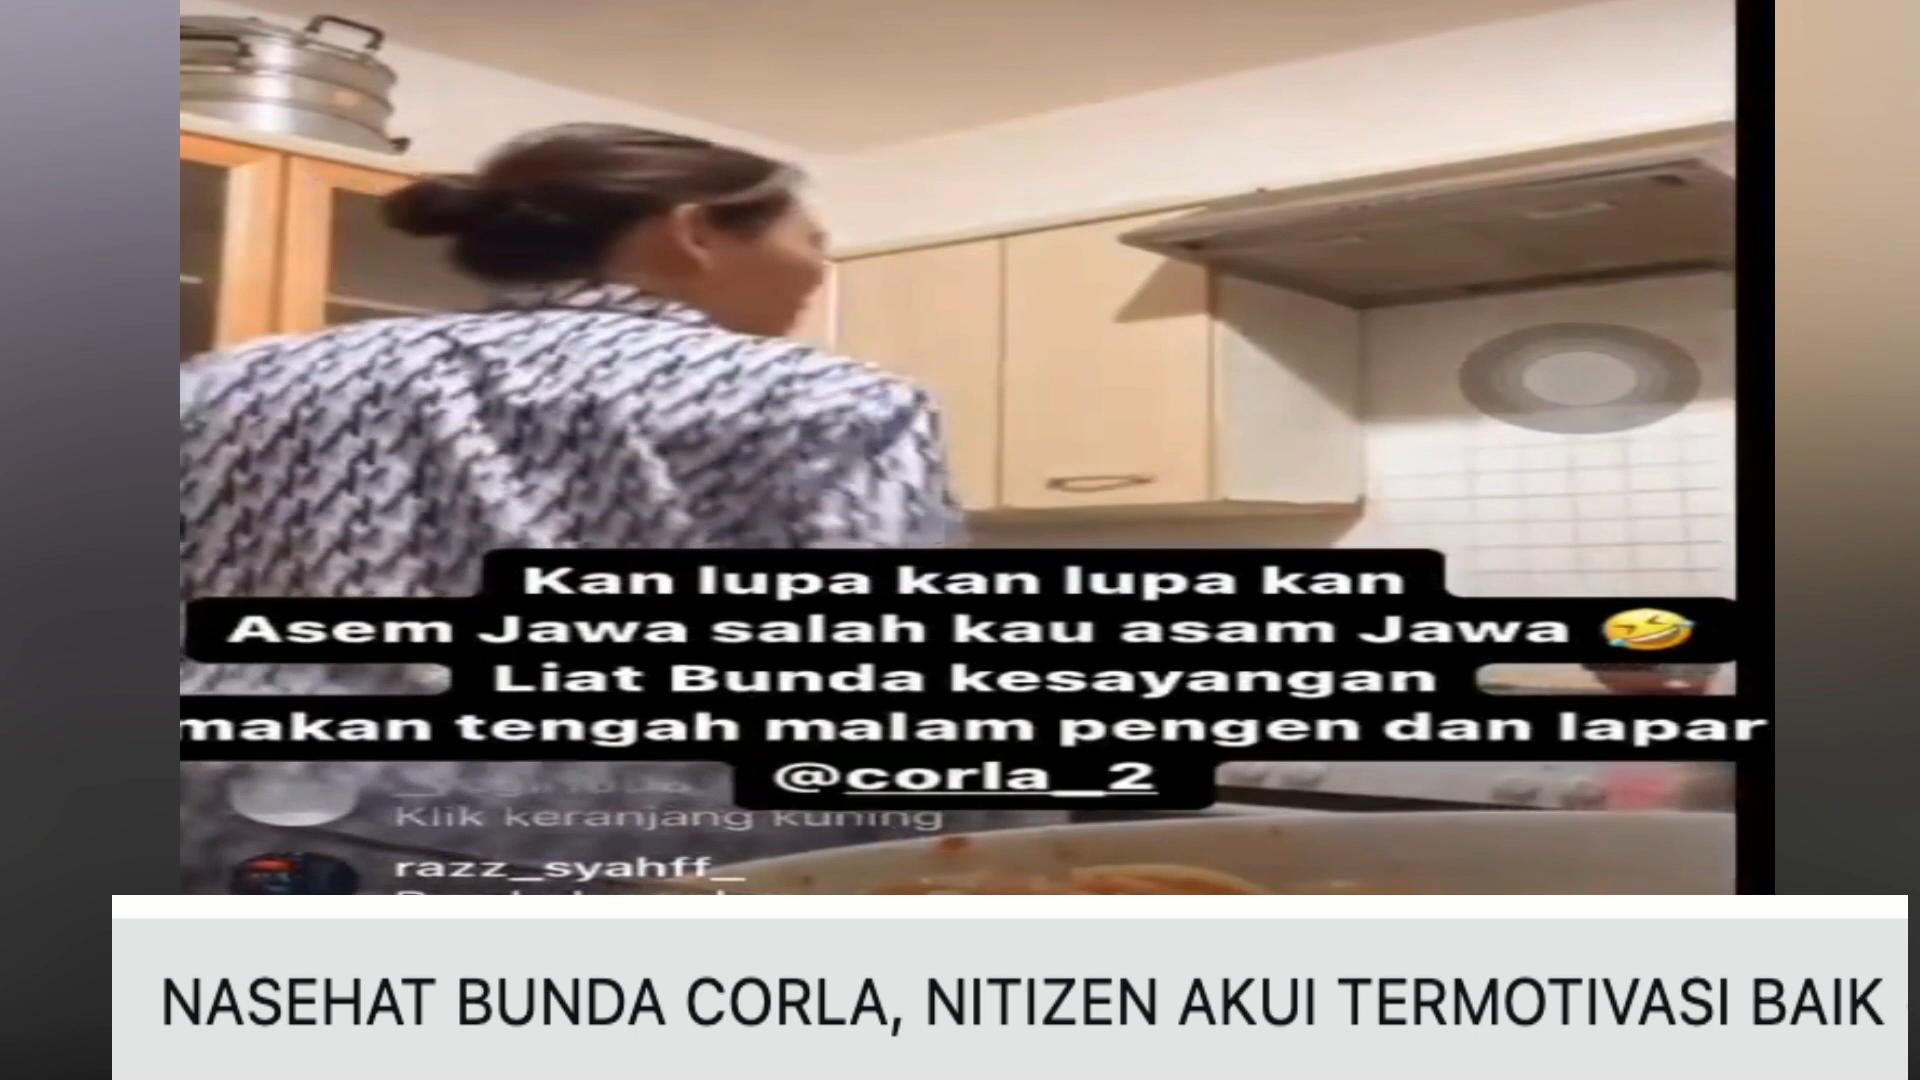 Kan lupa kan lupa kan
Asem Jawa salah kau asam Jawa 🤣
Liat Bunda kesayangan
makan tengah malam pengen dan lapar
@corla_2
Klik keranjang kuning
razz_syahff_
NASEHAT BUNDA CORLA, NITIZEN AKUI TERMOTIVASI BAIK